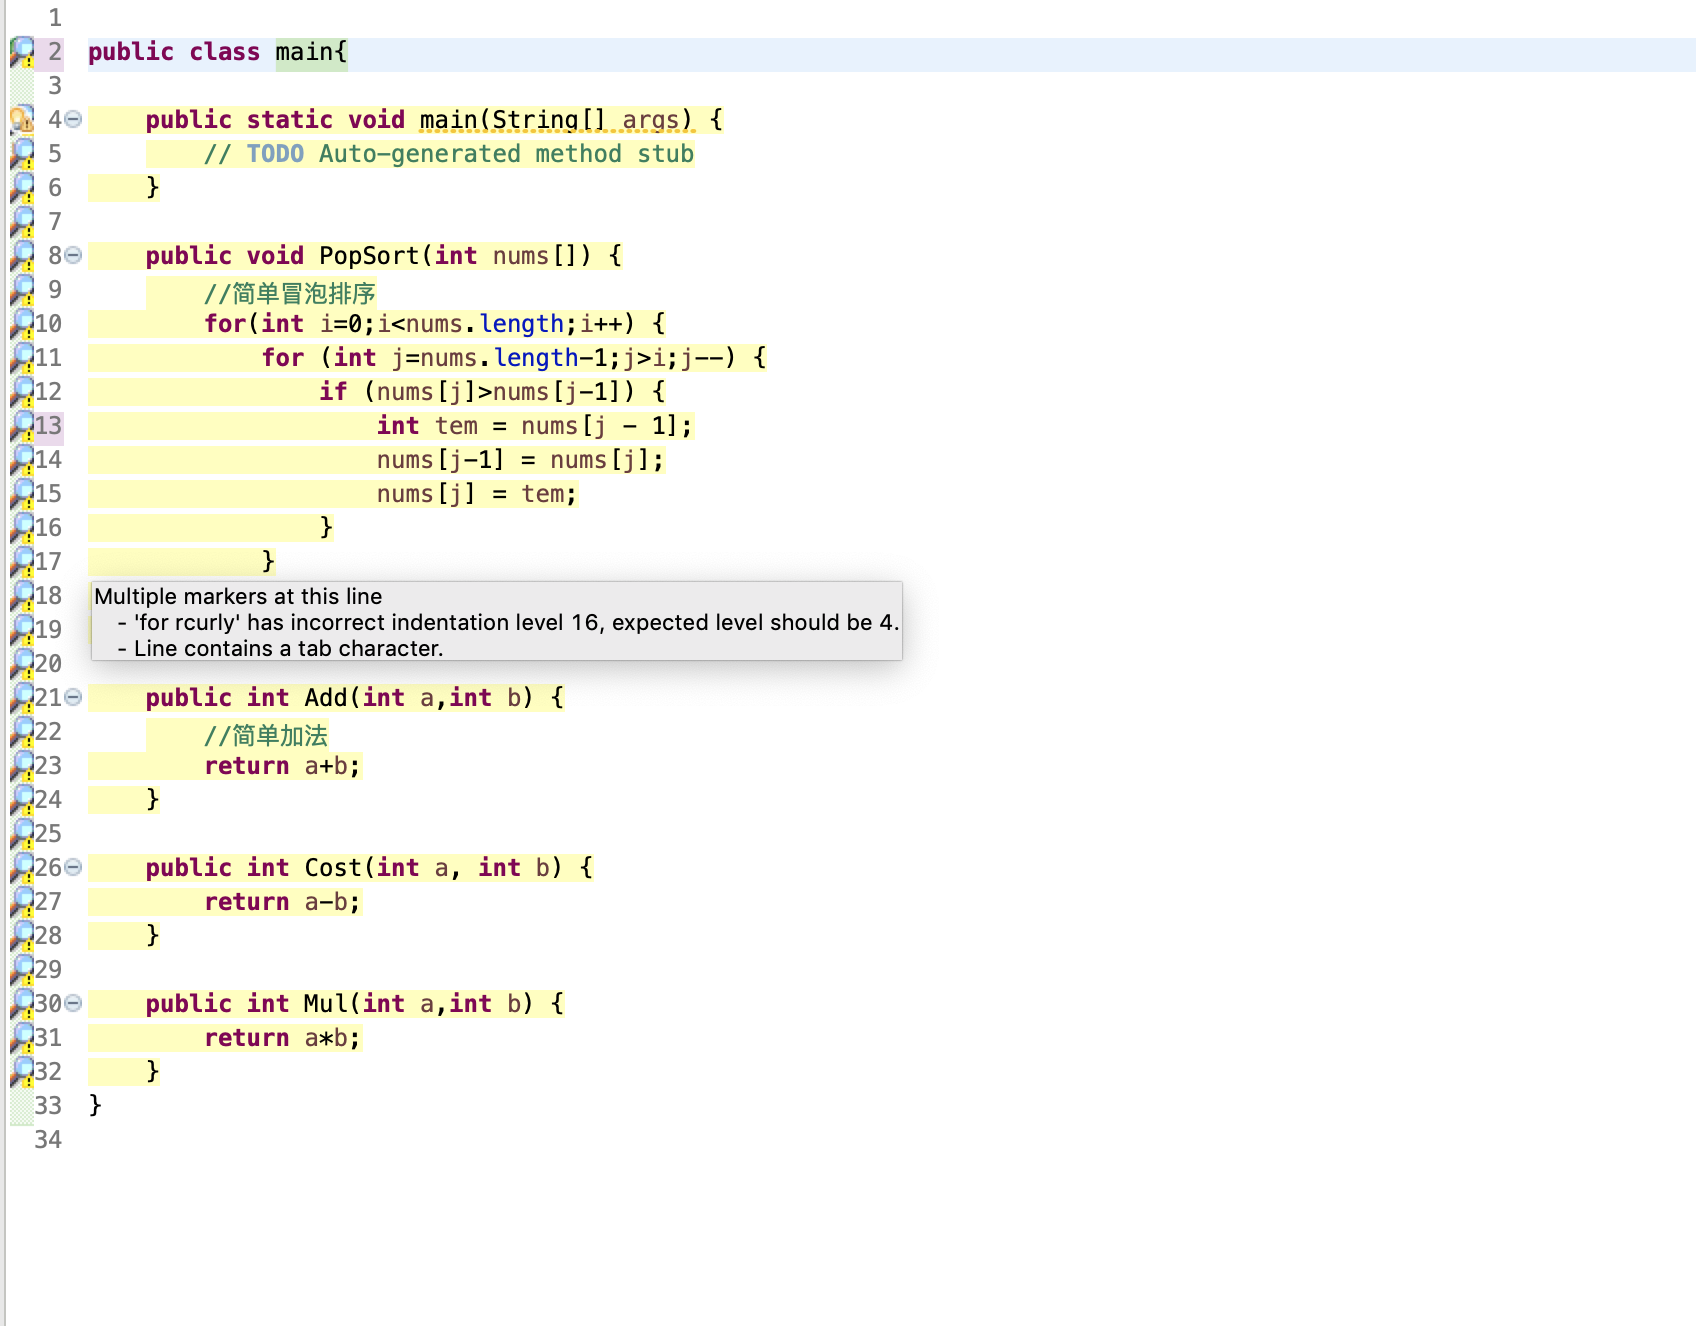 1
2 public class main{
3
4 public static void main(String[] args) {
5 // TODO Auto-generated method stub
6 }
7
8 public void PopSort(int nums[]) {
9 //简单冒泡排序
10 for(int i=0;i<nums.length;i++) {
11 for (int j=nums.length-1;j>i;j--) {
12 if (nums[j]>nums[j-1]) {
13 int tem = nums[j - 1];
14 nums[j-1] = nums[j];
15 nums[j] = tem;
16 }
17 }
18 Multiple markers at this line
- 'for rcurly' has incorrect indentation level 16, expected level should be 4.
19
- Line contains a tab character.
20
21 public int Add(int a,int b) {
22 //简单加法
23 return a+b;
24 }
25
26 public int Cost(int a, int b) {
27 return a-b;
28 }
29
30 public int Mul(int a,int b) {
31 return a*b;
32 }
33 }
34